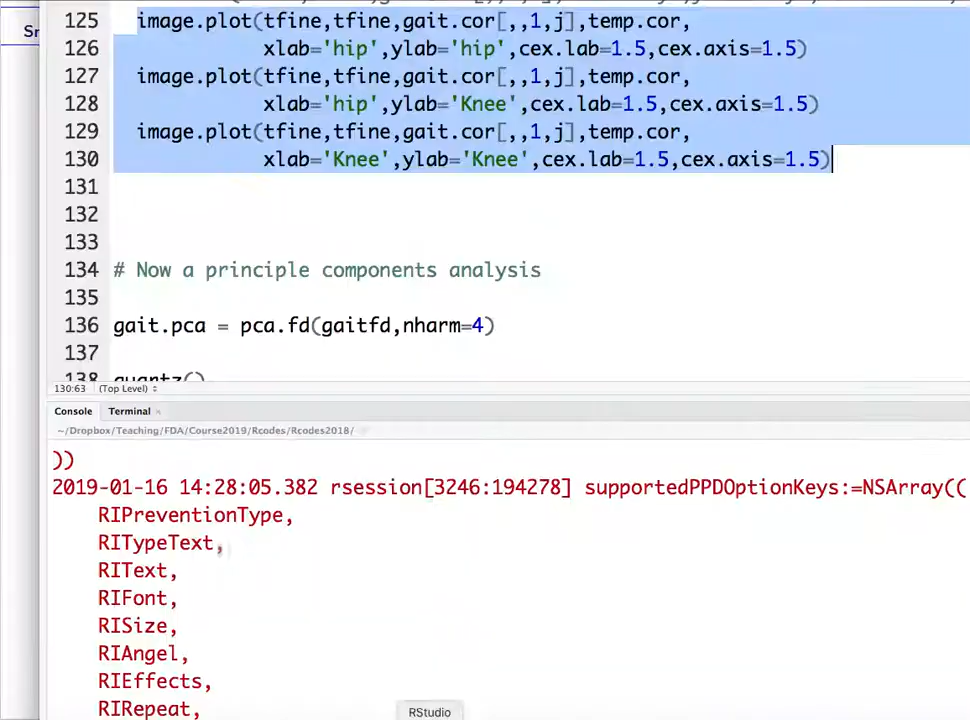 125 image.plot(tfine,tfine,gait.cor[,,1,j],temp.cor,
Sr
126 xlab='hip',ylab='hip',cex.lab=1.5,cex.axis=1.5)
127 image.plot(tfine,tfine,gait.cor[,,1,j],temp.cor,
128 xlab='hip',ylab='Knee',cex.lab=1.5,cex.axis=1.5)
129 image.plot(tfine,tfine,gait.cor[,,1,j],temp.cor,
130 xlab='Knee',ylab='Knee',cex.lab=1.5,cex.axis=1.5)
131
132
133
134 # Now a principle components analysis
135
136 gait.pca = pca.fd(gaitfd,nharm=4)
137
138 quartz()
130:63 (Top Level)
Console Terminal ×
~/Dropbox/Teaching/FDA/Course2019/Rcodes/Rcodes2018/
))
2019-01-16 14:28:05.382 rsession[3246:194278] supportedPPDOptionKeys:=NSArray((
RIPreventionType,
RITypeText,
RIText,
RIFont,
RISize,
RIAngel,
RIEffects,
RIRepeat,
RStudio